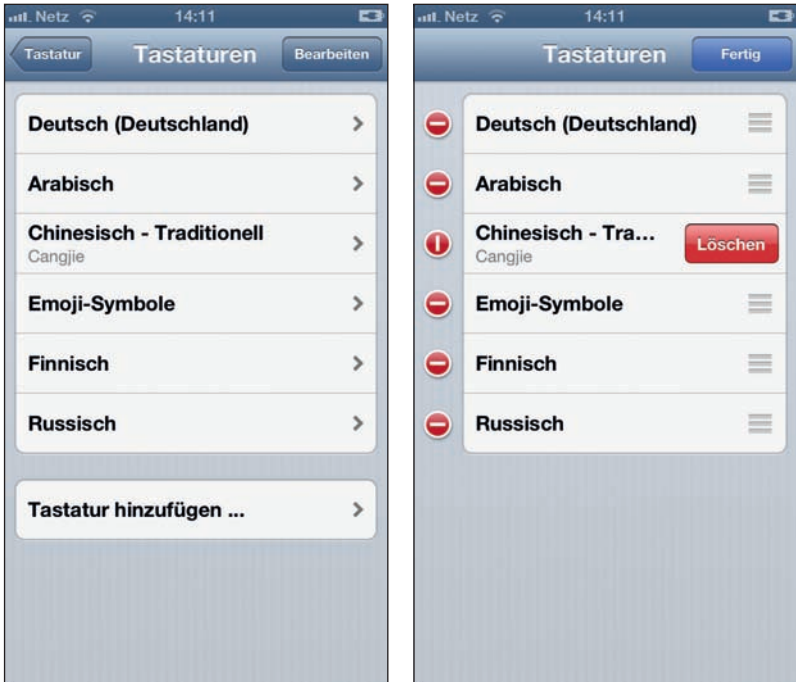 Netz 14:11
Tastatur Tastaturen Bearbeiten
Deutsch (Deutschland)
Arabisch
Chinesisch - Traditionell
Cangjie
Emoji-Symbole
Finnisch
Russisch
Tastatur hinzufügen ...
Netz 14:11
Tastaturen Fertig
Deutsch (Deutschland)
Arabisch
Chinesisch - Tra... Löschen
Cangjie
Emoji-Symbole
Finnisch
Russisch